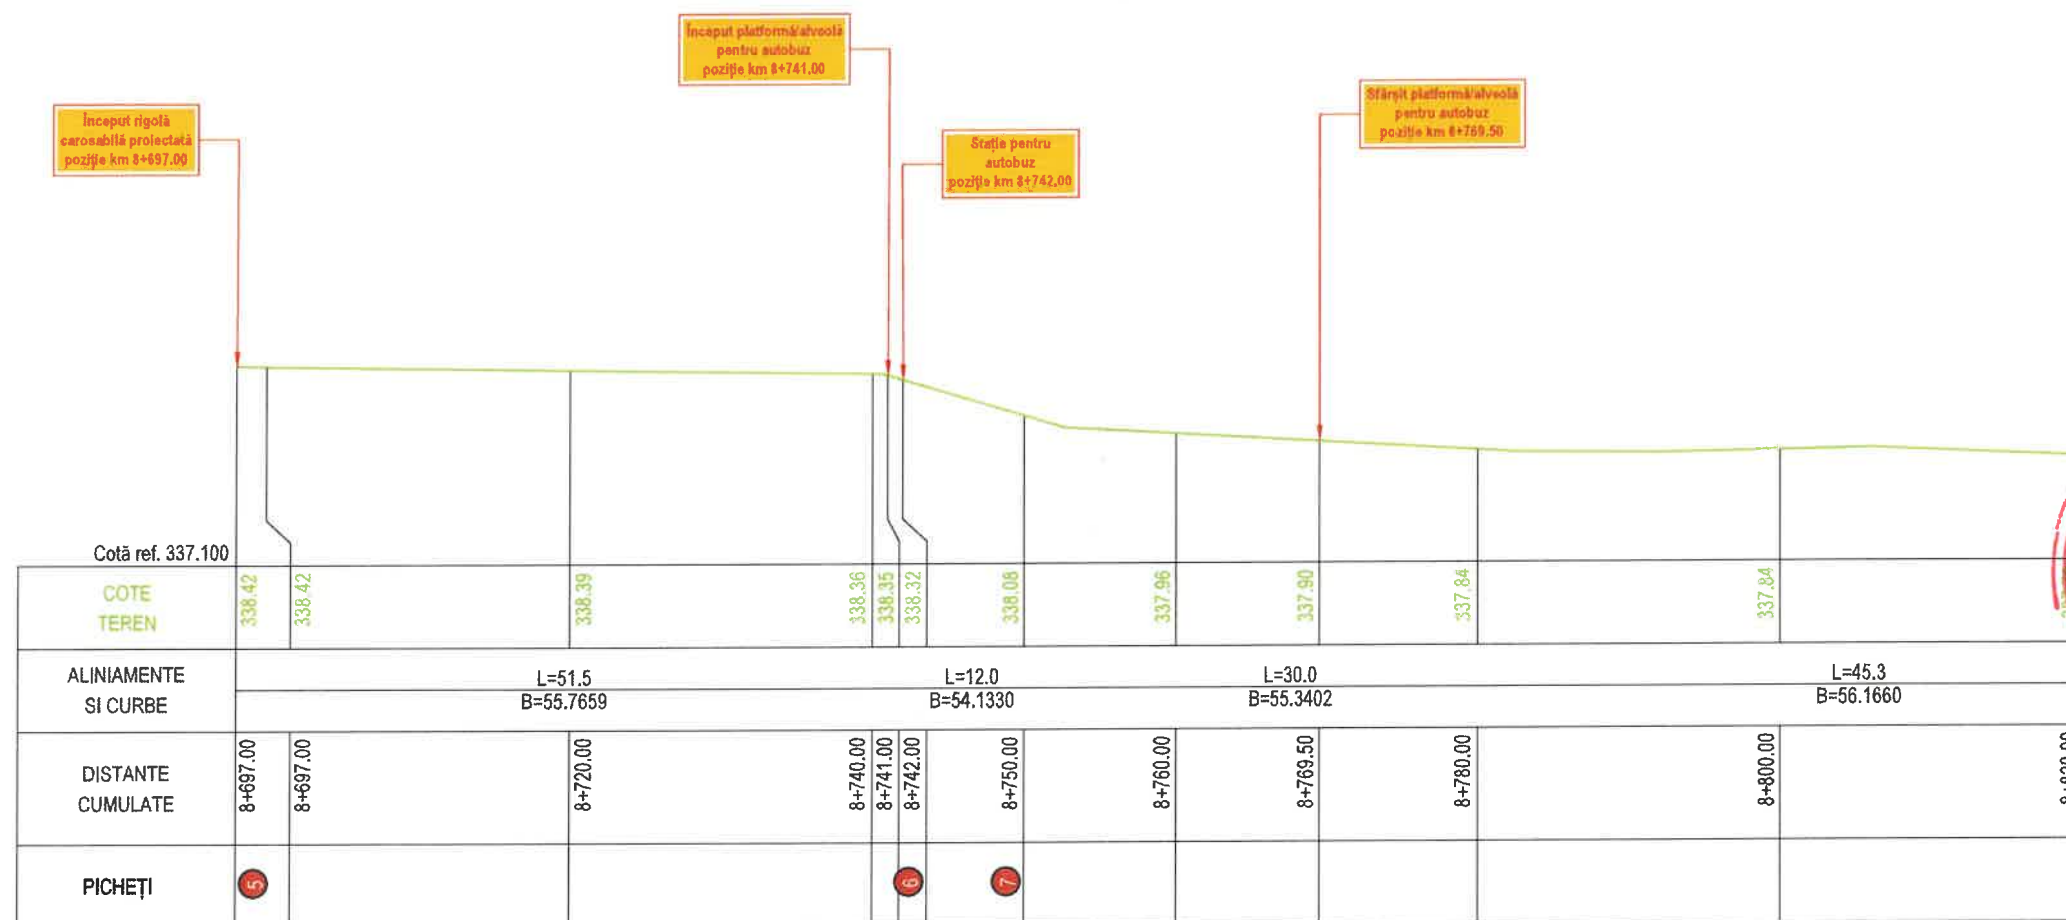 Început platformă/alveolă
pentru autobuz
poziție km 8+741.00
Început rigolă
carosabilă proiectată
poziție km 8+697.00
Stație pentru
autobuz
poziție km 8+742.00
Sfârșit platformă/alveolă
pentru autobuz
poziție km 8+769.50
Cotă ref. 337.100
COTE
TEREN
338.42
338.42
338.39
338.36
338.35
338.32
338.08
337.96
337.90
337.84
337.84
ALINIAMENTE
SI CURBE
L=51.5
B=55.7659
L=12.0
B=54.1330
L=30.0
B=55.3402
L=45.3
B=56.1660
DISTANTE
CUMULATE
8+697.00
8+697.00
8+720.00
8+740.00
8+741.00
8+742.00
8+750.00
8+760.00
8+769.50
8+780.00
8+800.00
PICHEȚI
5
6
7